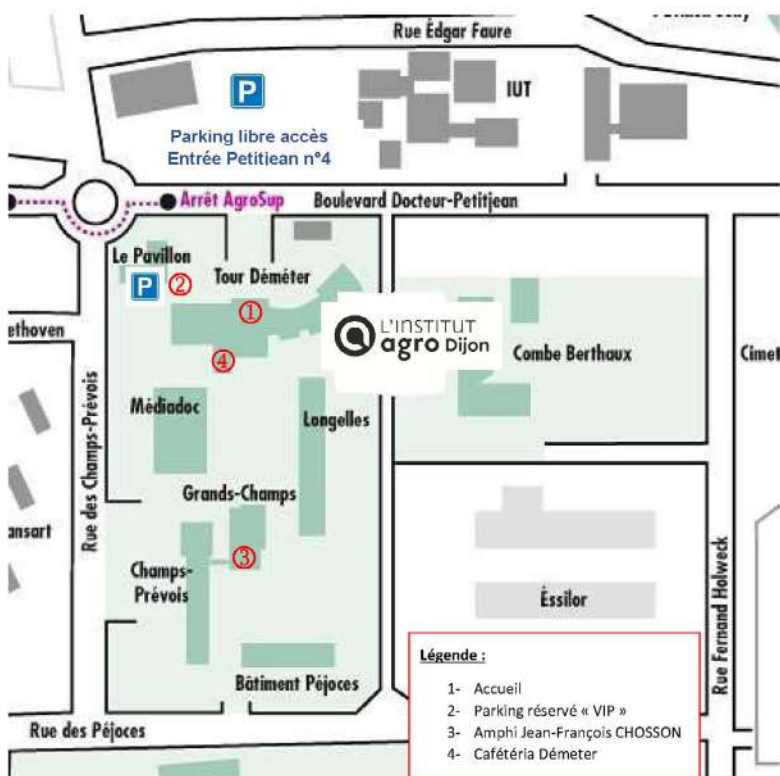 Rue Édgar Faure
P
IUT
Parking libre accès
Entrée Petitjean n°4
Arrêt AgroSup
Boulevard Docteur-Petitjean
Le Pavillon
P
2
Tour Déméter
1
L'INSTITUT
agro Dijon
4
Combe Berthaux
Médiadoc
Longelles
Rue des Champs-Prévois
Grands-Champs
3
Champs-
Prévois
Éssilor
Rue Fernand Holweck
Bâtiment Péjoces
Rue des Péjoces
Légende :
1- Accueil
2- Parking réservé « VIP »
3- Amphi Jean-François CHOSSON
4- Cafétéria Démeter